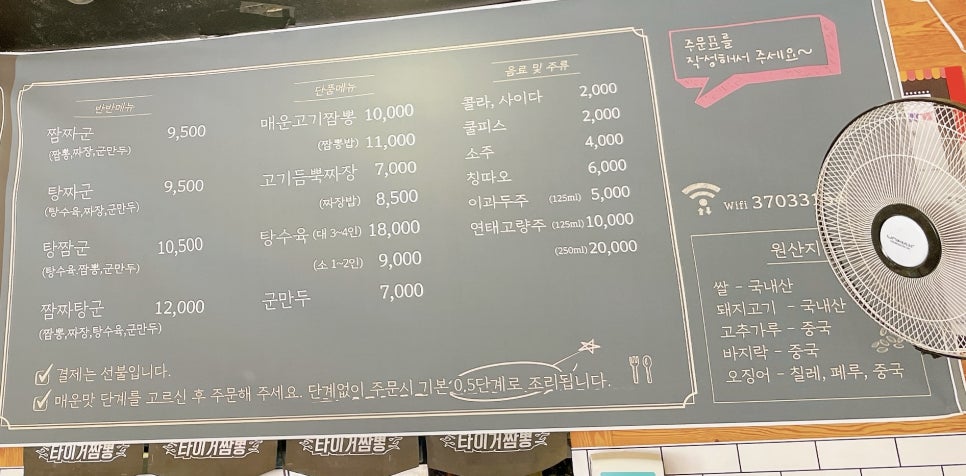 반반메뉴
짬짜군 9,500
(짬뽕,짜장,군만두)
탕짜군 9,500
(탕수육,짜장,군만두)
탕짬군 10,500
(탕수육.짬뽕,군만두)
짬짜탕군 12,000
(짬뽕,짜장,탕수육,군만두)
단품메뉴
매운고기짬뽕 10,000
(짬뽕밥) 11,000
고기듬뿍짜장 7,000
(짜장밥) 8,500
탕수육 (대 3~4인) 18,000
(소 1~2인) 9,000
군만두 7,000
음료 및 주류
콜라, 사이다 2,000
쿨피스 2,000
소주 4,000
칭따오 6,000
이과두주 (125ml) 5,000
연태고량주 (125ml) 10,000
(250ml) 20,000
결제는 선불입니다.
매운맛 단계를 고르신 후 주문해 주세요. 단계없이 주문시 기본 0.5단계로 조리됩니다.
주문표를
작성해서 주세요~
Wifi 37033
원산지
쌀 - 국내산
돼지고기 - 국내산
고추가루 - 중국
바지락 - 중국
오징어 - 칠레, 페루, 중국
타이거짬뽕
타이거짬뽕
타이거짬뽕
타이거짬뽕